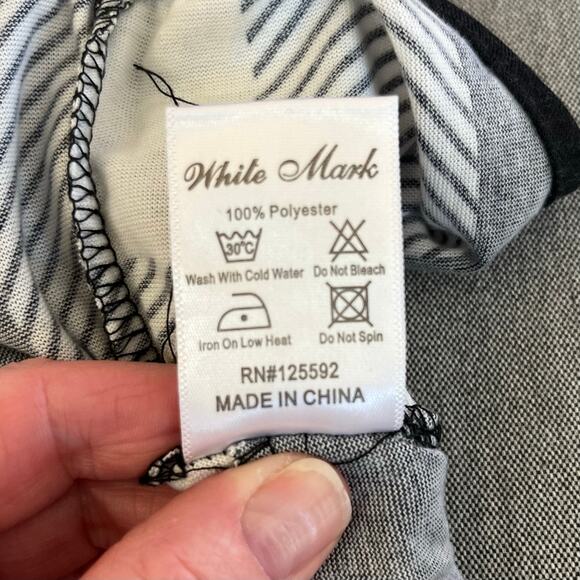 White Mark
100% Polyester
30°C
Wash With Cold Water Do Not Bleach
Iron On Low Heat Do Not Spin
RN#125592
MADE IN CHINA